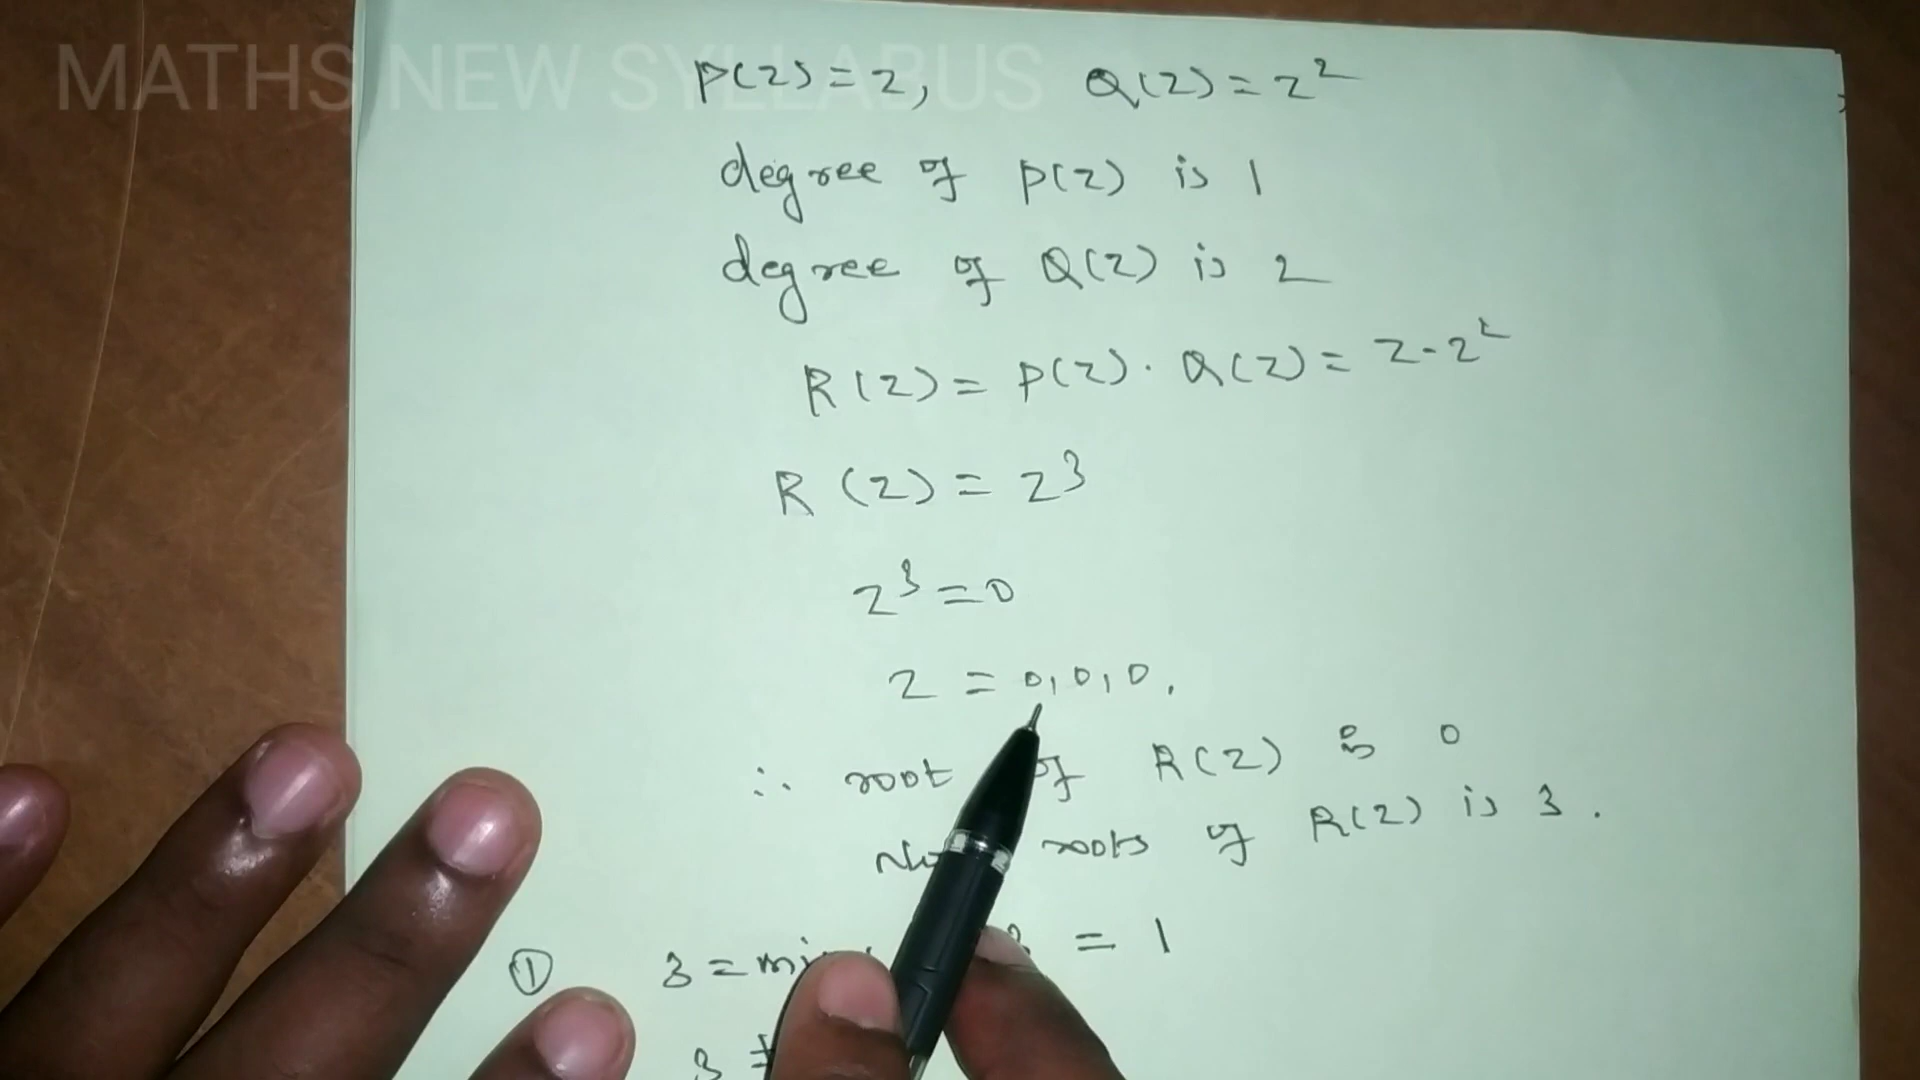 MATHS NEW SYLLABUS
P(z) = z, Q(z) = z²
degree of P(z) is 1
degree of Q(z) is 2
R(z) = P(z) · Q(z) = z · z²
R(z) = z³
z³ = 0
z = 0, 0, 0.
∴ root of R(z) is 0
roots of R(z) is 3.
① 3 = = 1
3 ≠